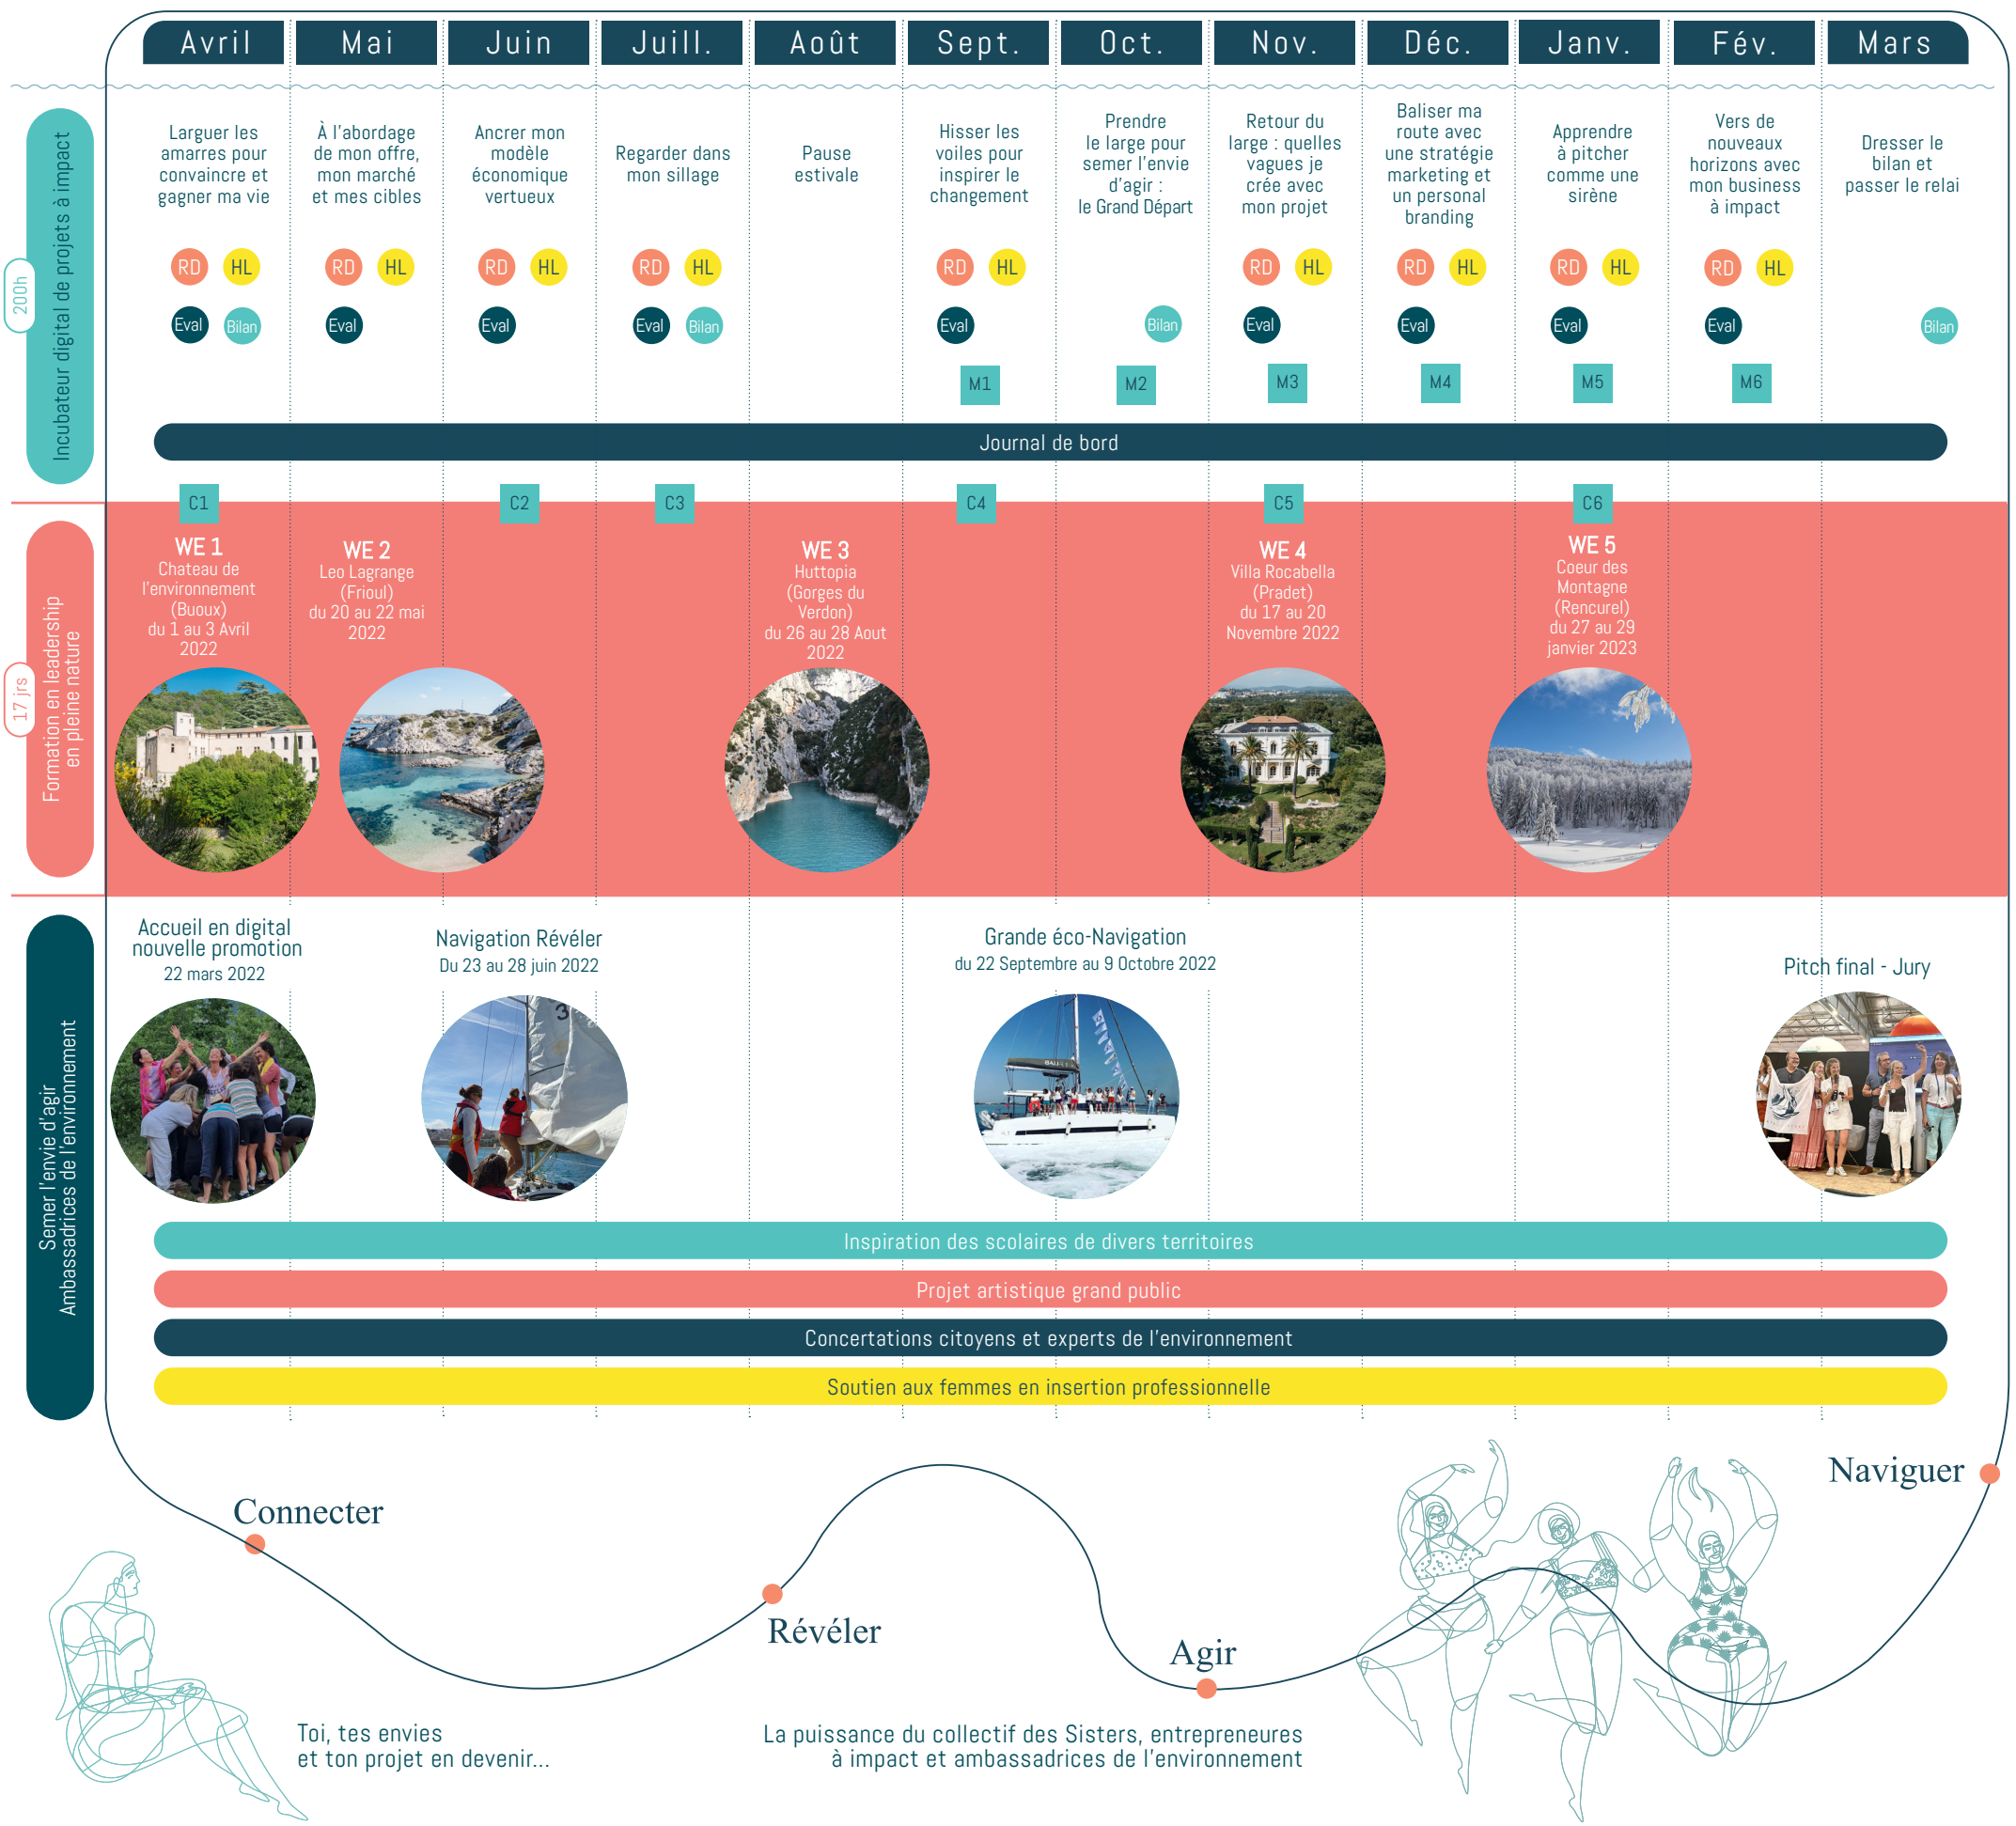 Avril
Mai
Juin
Juill.
Août
Sept.
Oct.
Nov.
Déc.
Janv.
Fév.
Mars
200h
Incubateur digital de projets à impact
Larguer les
amarres pour
convaincre et
gagner ma vie
À l'abordage
de mon offre,
mon marché
et mes cibles
Ancrer mon
modèle
économique
vertueux
Regarder dans
mon sillage
Pause
estivale
Hisser les
voiles pour
inspirer le
changement
Prendre
le large pour
semer l'envie
d'agir :
le Grand Départ
Retour du
large : quelles
vagues je
crée avec
mon projet
Baliser ma
route avec
une stratégie
marketing et
un personal
branding
Apprendre
à pitcher
comme une
sirène
Vers de
nouveaux
horizons avec
mon business
à impact
Dresser le
bilan et
passer le relai
RD HL
RD HL
RD HL
RD HL
RD HL
RD HL
RD HL
RD HL
RD HL
Eval Bilan
Eval
Eval
Eval Bilan
Eval
Bilan
Eval
Eval
Eval
Eval
Bilan
M1
M2
M3
M4
M5
M6
Journal de bord
C1
C2
C3
C4
C5
C6
17 jrs
Formation en leadership
en pleine nature
WE 1
Chateau de
l'environnement
(Buoux)
du 1 au 3 Avril
2022
WE 2
Leo Lagrange
(Frioul)
du 20 au 22 mai
2022
WE 3
Huttopia
(Gorges du
Verdon)
du 26 au 28 Aout
2022
WE 4
Villa Rocabella
(Pradet)
du 17 au 20
Novembre 2022
WE 5
Coeur des
Montagne
(Rencurel)
du 27 au 29
janvier 2023
Semer l'envie d'agir
Ambassadrices de l'environnement
Accueil en digital
nouvelle promotion
22 mars 2022
Navigation Révéler
Du 23 au 28 juin 2022
3
Grande éco-Navigation
du 22 Septembre au 9 Octobre 2022
Pitch final - Jury
Inspiration des scolaires de divers territoires
Projet artistique grand public
Concertations citoyens et experts de l'environnement
Soutien aux femmes en insertion professionnelle
Connecter
Révéler
Agir
Naviguer
Toi, tes envies
et ton projet en devenir...
La puissance du collectif des Sisters, entrepreneures
à impact et ambassadrices de l'environnement